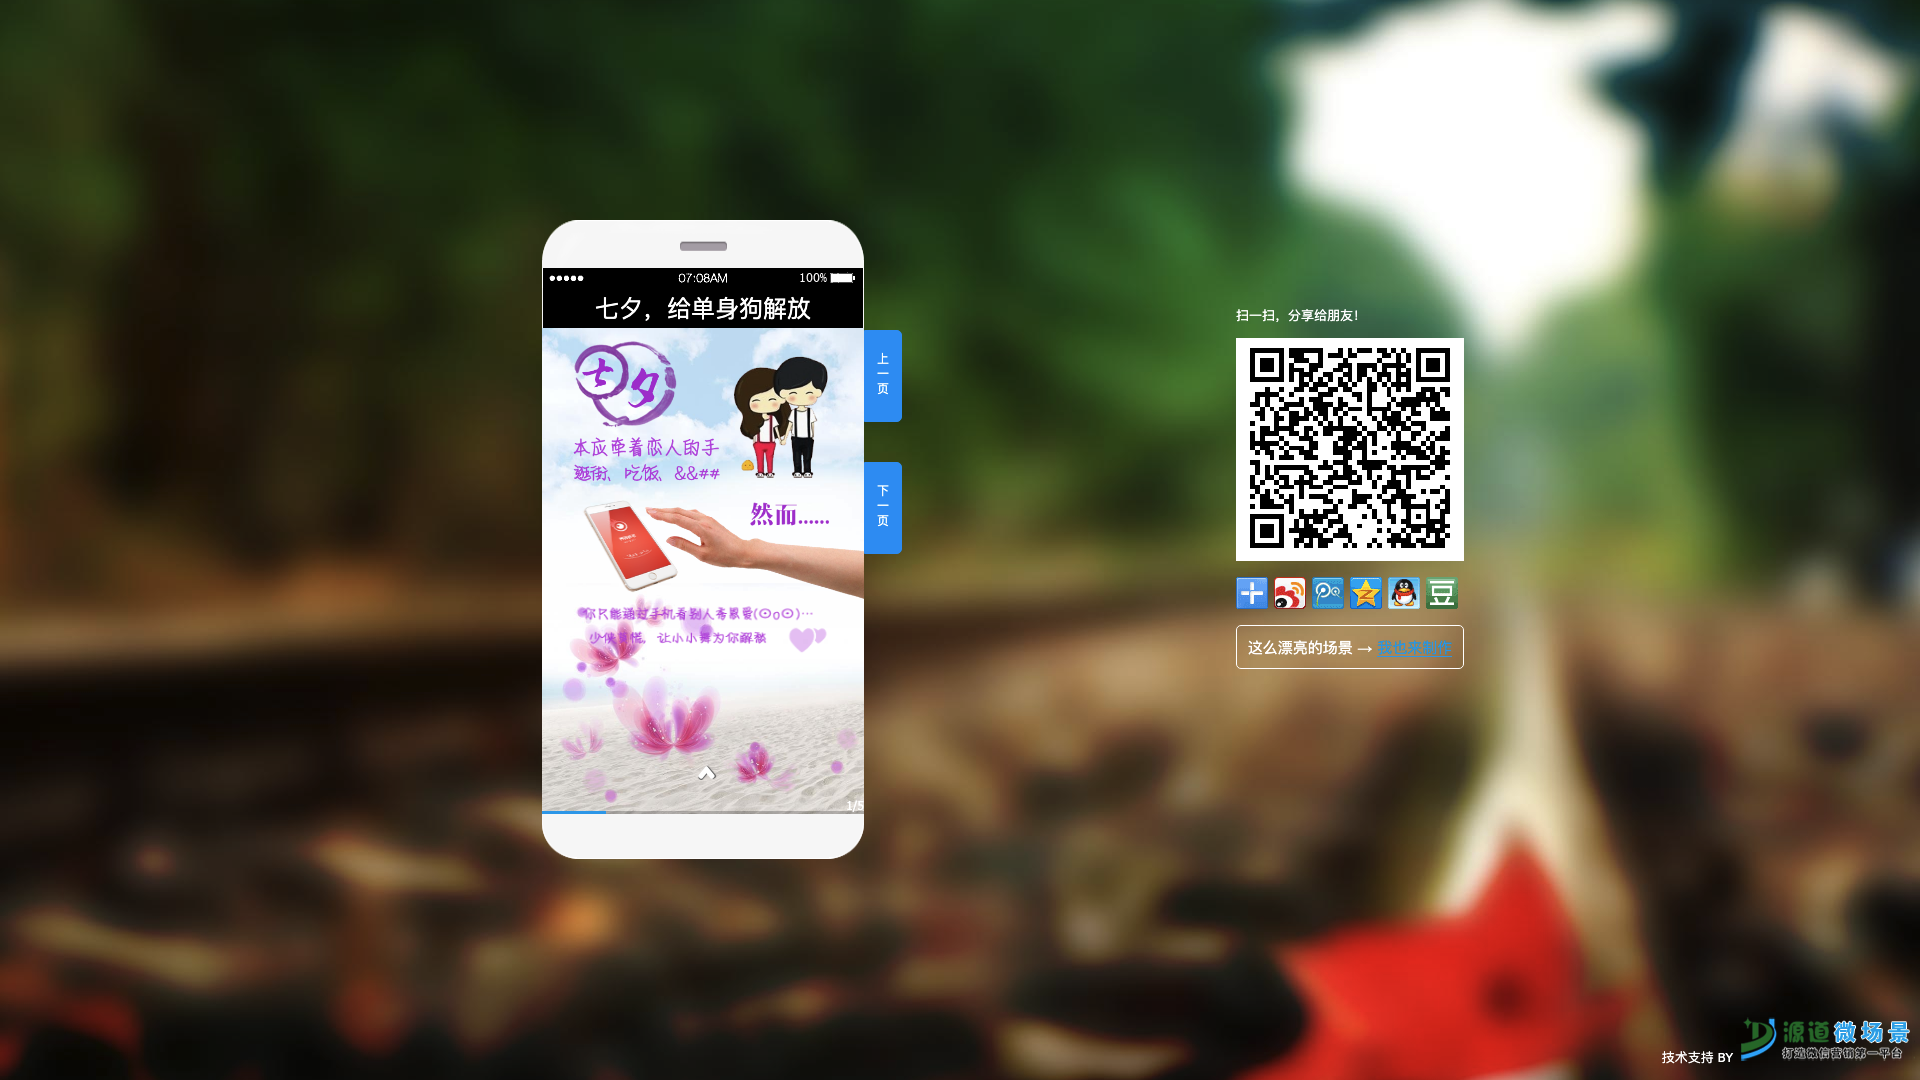 07:08AM
100%
七夕，给单身狗解放
七夕
本应牵着恋人的手
逛街、吃饭、&&##
然而......
你只能通过手机看别人秀恩爱(⊙o⊙)…
少侠莫慌，让小小舞为你解救
1/5
上一页
下一页
扫一扫，分享给朋友！
这么漂亮的场景 → 我也来制作
技术支持 BY
源道微场景
打造微信营销第一平台